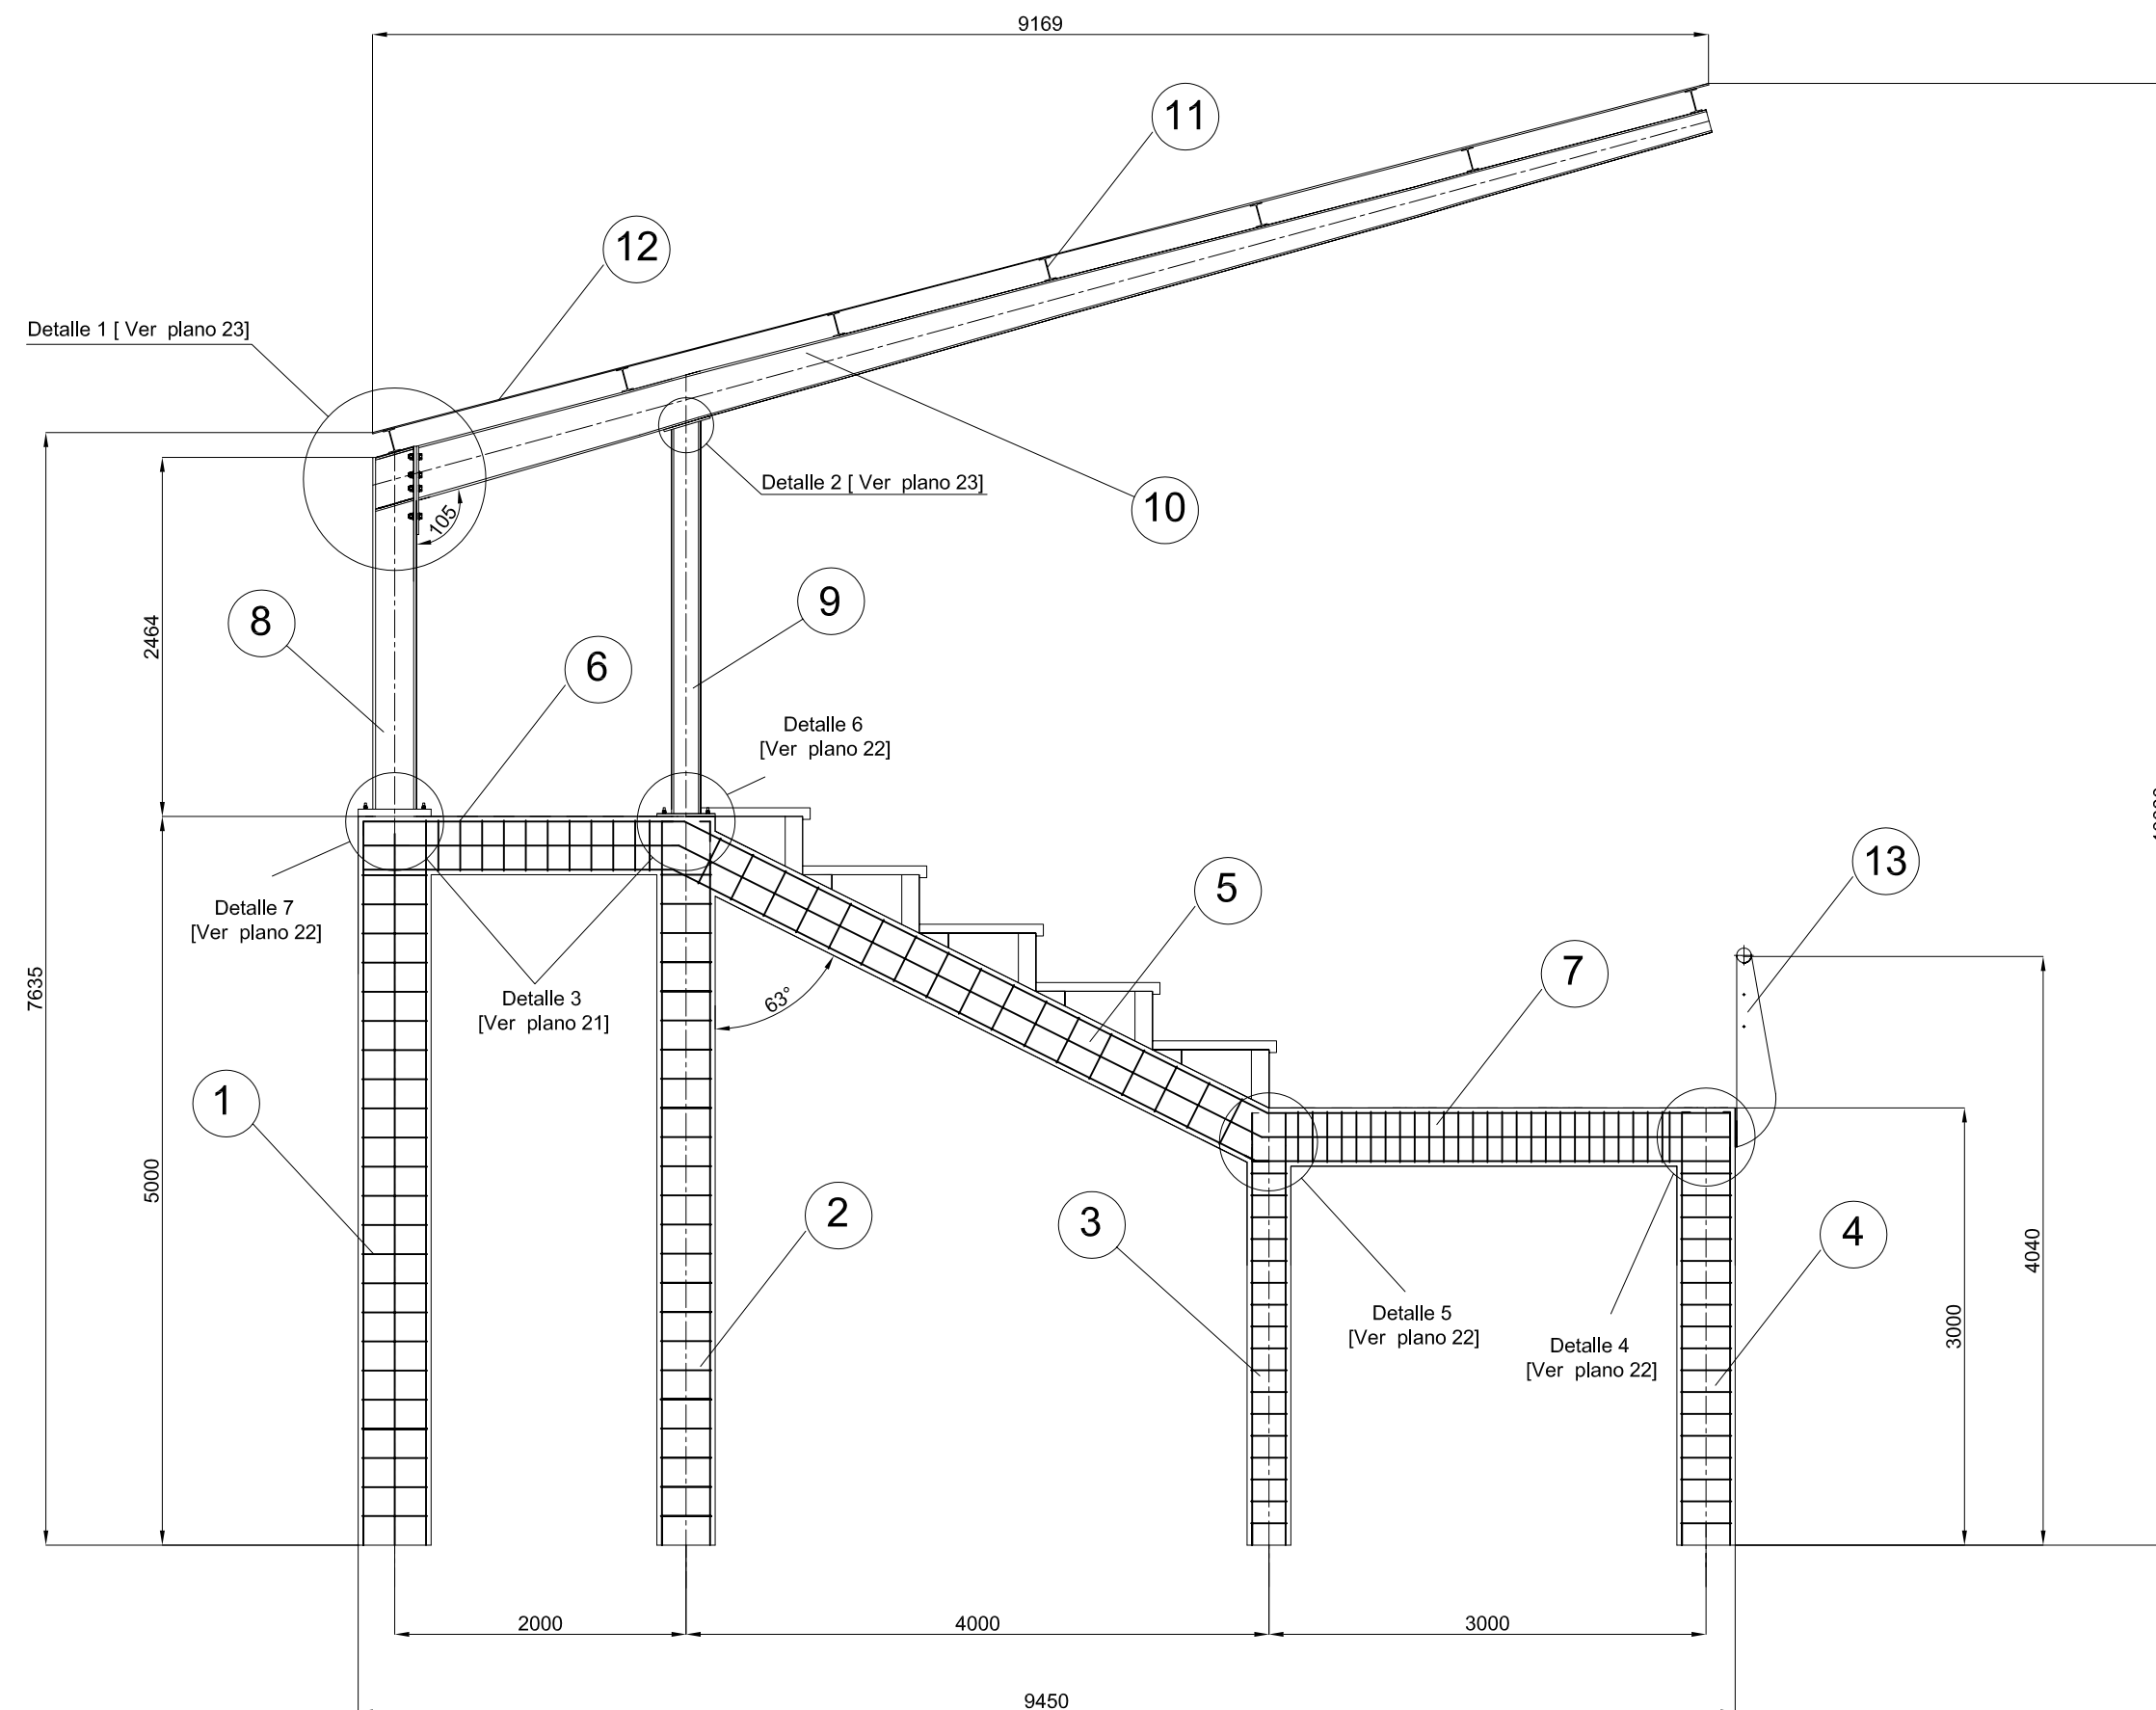 9169
11
12
Detalle 1 [ Ver plano 23]
Detalle 2 [ Ver plano 23]
10
105
8
9
2464
6
Detalle 6
[Ver plano 22]
13
5
Detalle 7
[Ver plano 22]
7
7635
Detalle 3
[Ver plano 21]
63°
1
5000
2
3
4
4040
Detalle 5
[Ver plano 22]
3000
Detalle 4
[Ver plano 22]
2000
4000
3000
9450